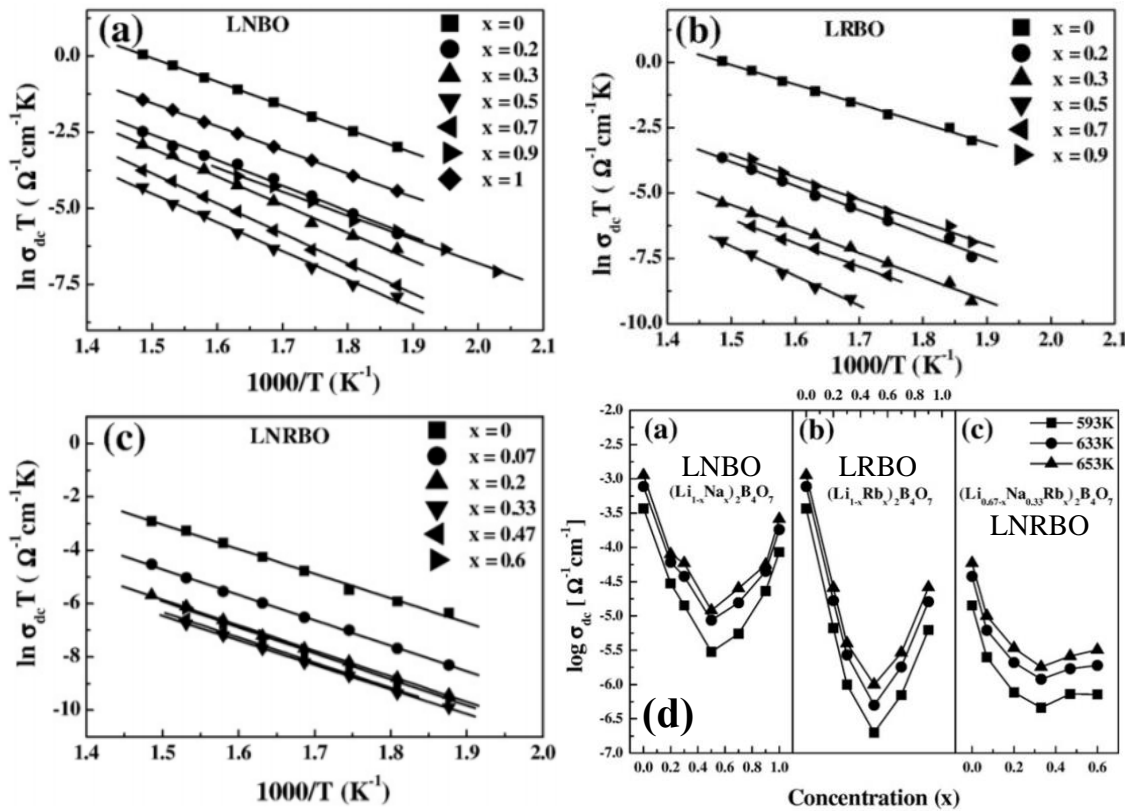 (a)
LNBO
x = 0
x = 0.2
x = 0.3
x = 0.5
x = 0.7
x = 0.9
x = 1
0.0
-2.5
-5.0
-7.5
ln σdc T ( Ω-1cm-1K)
1.4 1.5 1.6 1.7 1.8 1.9 2.0 2.1
1000/T (K-1)
(b)
LRBO
x = 0
x = 0.2
x = 0.3
x = 0.5
x = 0.7
x = 0.9
0.0
-2.5
-5.0
-7.5
-10.0
ln σdc T ( Ω-1cm-1K)
1.4 1.5 1.6 1.7 1.8 1.9 2.0 2.1
1000/T (K-1)
(c)
LNRBO
x = 0
x = 0.07
x = 0.2
x = 0.33
x = 0.47
x = 0.6
0
-2
-4
-6
-8
-10
ln σdc T ( Ω-1cm-1K)
1.4 1.5 1.6 1.7 1.8 1.9 2.0
1000/T (K-1)
0.0 0.2 0.4 0.6 0.8 1.0
-2.0
-2.5
-3.0
-3.5
-4.0
-4.5
-5.0
-5.5
-6.0
-6.5
-7.0
log σdc [ Ω-1cm-1]
(a)
LNBO
(Li1-xNax)2B4O7
(b)
LRBO
(Li1-xRbx)2B4O7
(c)
593K
633K
653K
(Li0.67-xNa0.33Rbx)2B4O7
LNRBO
(d)
0.0 0.2 0.4 0.6 0.8 1.0
0.0 0.2 0.4 0.6
Concentration (x)